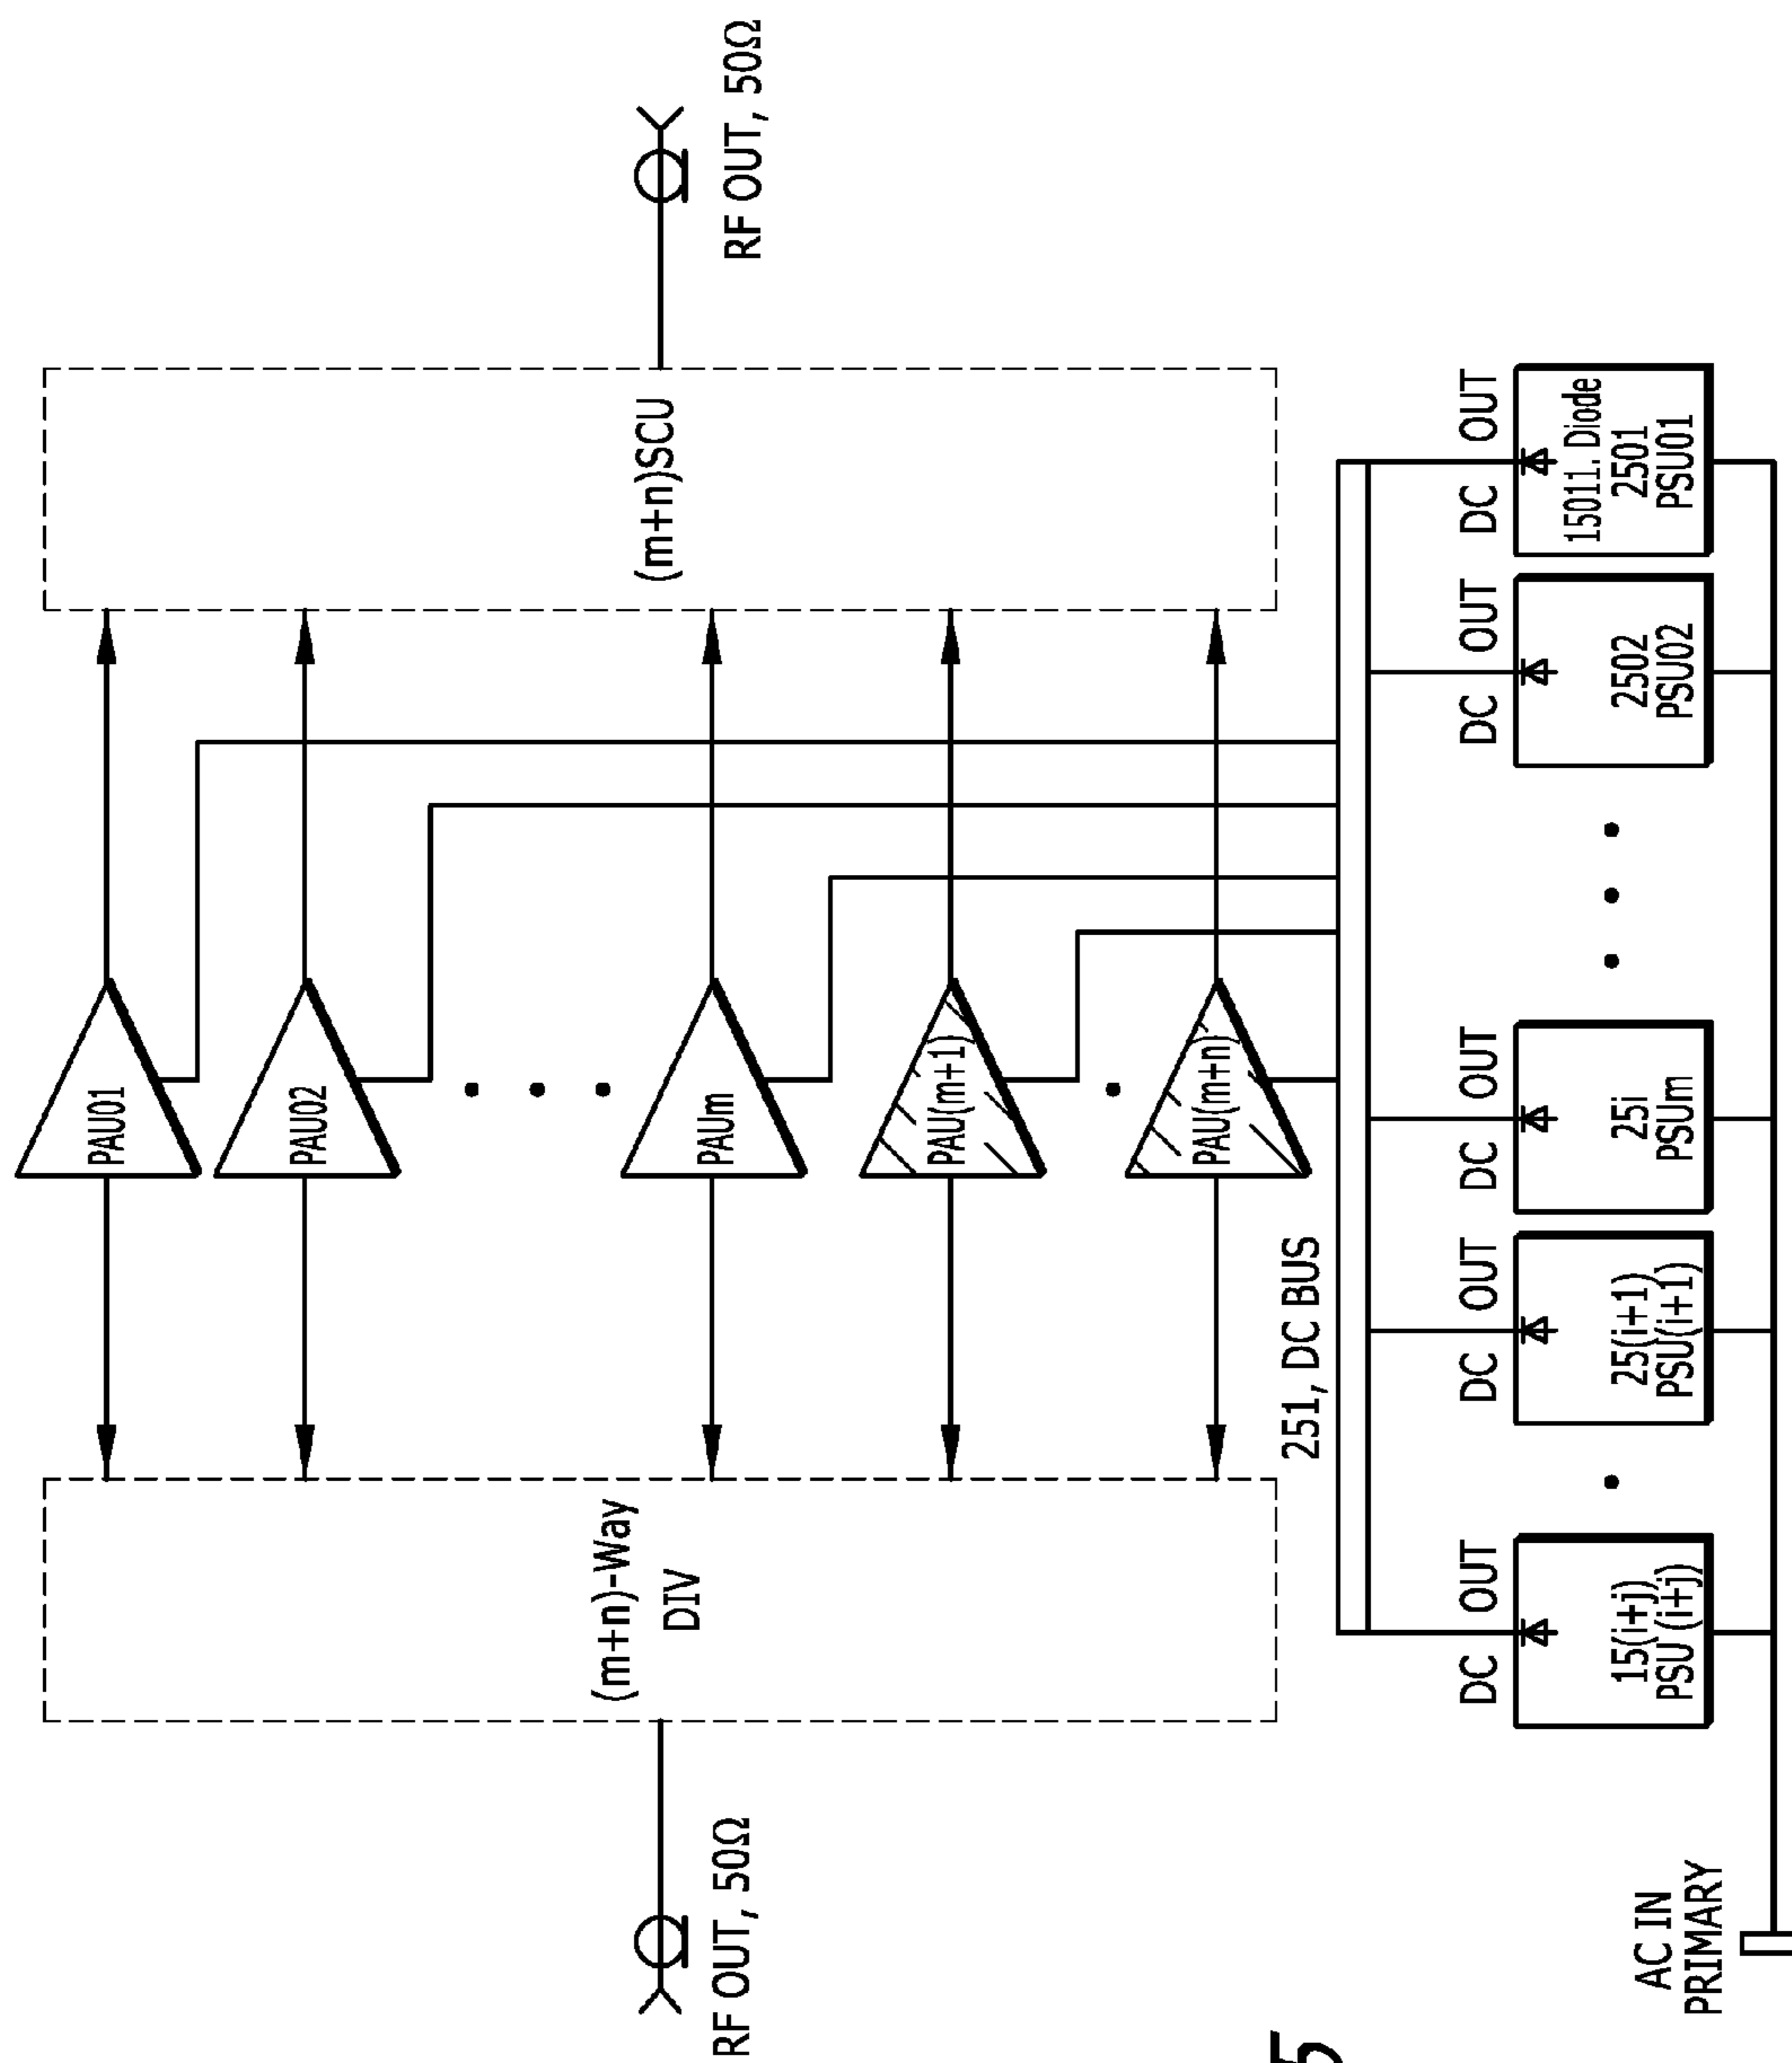 RF OUT, 50Ω
(m+n)-Way
DIV
PAU01
PAU02
PAUm
PAU(m+1)
PAU(m+n)
(m+n)SCU
RF OUT, 50Ω
251, DC BUS
DC OUT
15(i+j)
PSU (i+j)
DC OUT
25(i+1)
PSU(i+1)
DC OUT
25i
PSUm
DC OUT
2502
PSU02
DC OUT
15011. Diode
2501
PSU01
AC IN
PRIMARY
5